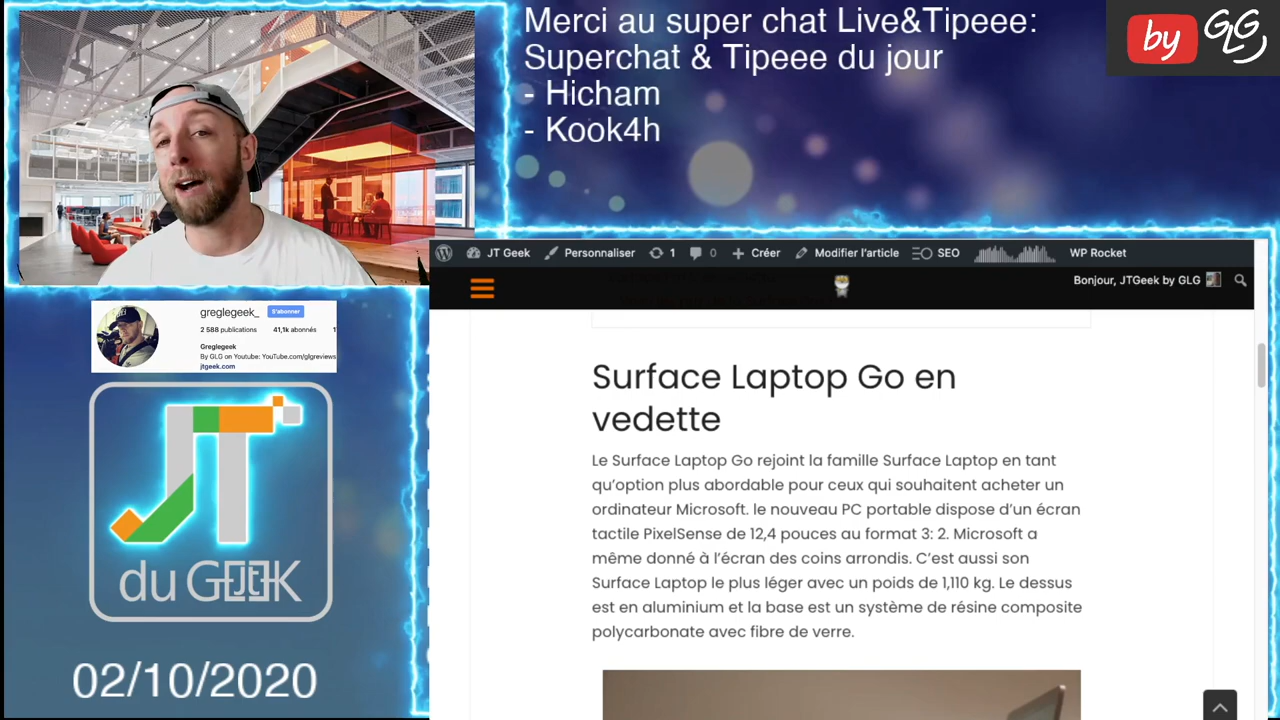 Merci au super chat Live&Tipeee:
Superchat & Tipeee du jour
- Hicham
- Kook4h
by GLG
JT Geek Personnaliser 1 0 Créer Modifier l'article SEO WP Rocket
Bonjour, JTGeek by GLG
greglegeek_ S'abonner
2 588 publications 41,1k abonnés
Greglegeek
By GLG on Youtube: YouTube.com/glgreviews
jtgeek.com
JT
du GEEK
02/10/2020
Surface Laptop Go en
vedette
Le Surface Laptop Go rejoint la famille Surface Laptop en tant
qu'option plus abordable pour ceux qui souhaitent acheter un
ordinateur Microsoft. le nouveau PC portable dispose d'un écran
tactile PixelSense de 12,4 pouces au format 3: 2. Microsoft a
même donné à l'écran des coins arrondis. C'est aussi son
Surface Laptop le plus léger avec un poids de 1,110 kg. Le dessus
est en aluminium et la base est un système de résine composite
polycarbonate avec fibre de verre.